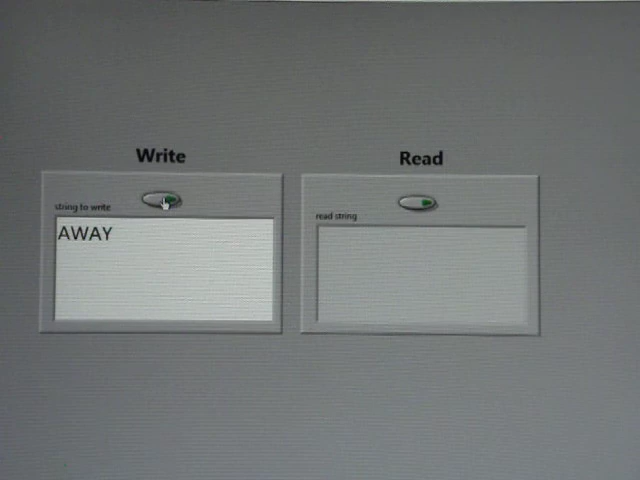 Write
Read
string to write
read string
AWAY